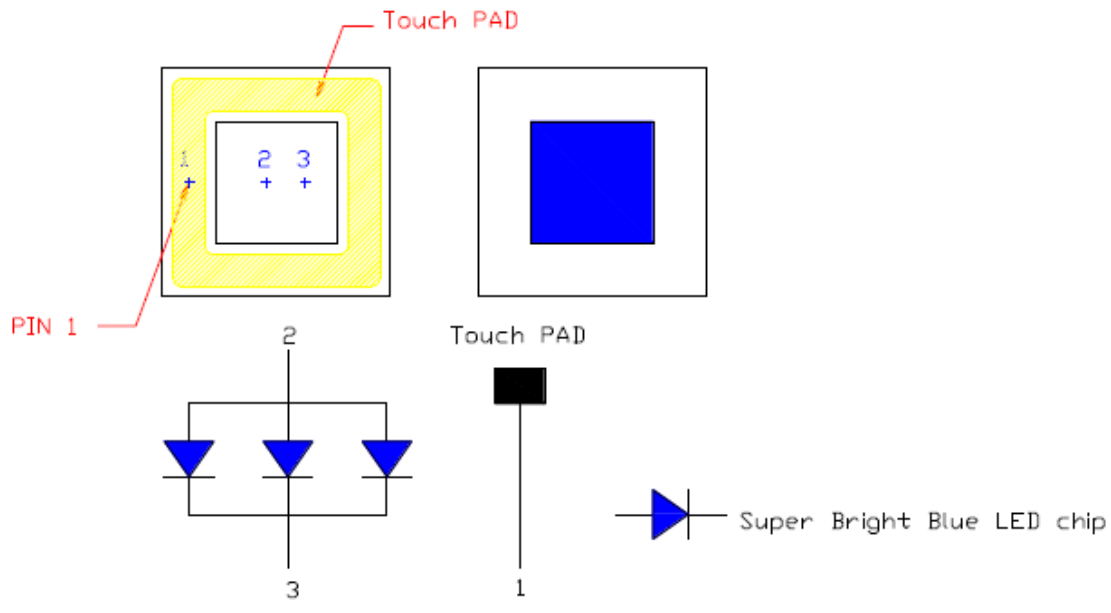 Touch PAD
1
2 3
PIN 1
2
Touch PAD
Super Bright Blue LED chip
3
1